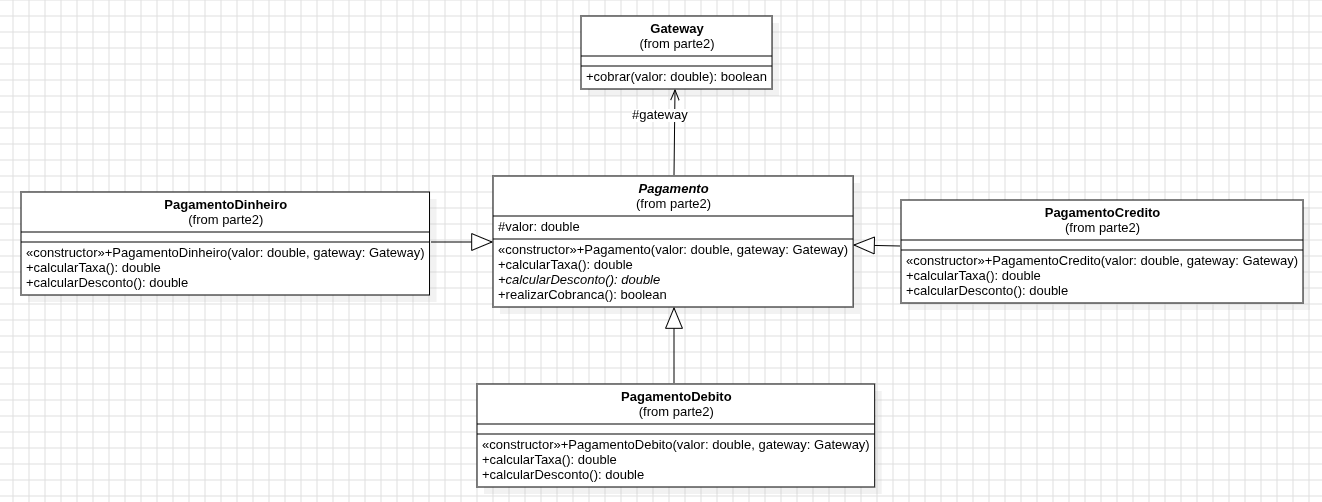 Gateway
(from parte2)
+cobrar(valor: double): boolean
#gateway
Pagamento
(from parte2)
#valor: double
«constructor»+Pagamento(valor: double, gateway: Gateway)
+calcularTaxa(): double
+calcularDesconto(): double
+realizarCobranca(): boolean
PagamentoDinheiro
(from parte2)
«constructor»+PagamentoDinheiro(valor: double, gateway: Gateway)
+calcularTaxa(): double
+calcularDesconto(): double
PagamentoCredito
(from parte2)
«constructor»+PagamentoCredito(valor: double, gateway: Gateway)
+calcularTaxa(): double
+calcularDesconto(): double
PagamentoDebito
(from parte2)
«constructor»+PagamentoDebito(valor: double, gateway: Gateway)
+calcularTaxa(): double
+calcularDesconto(): double